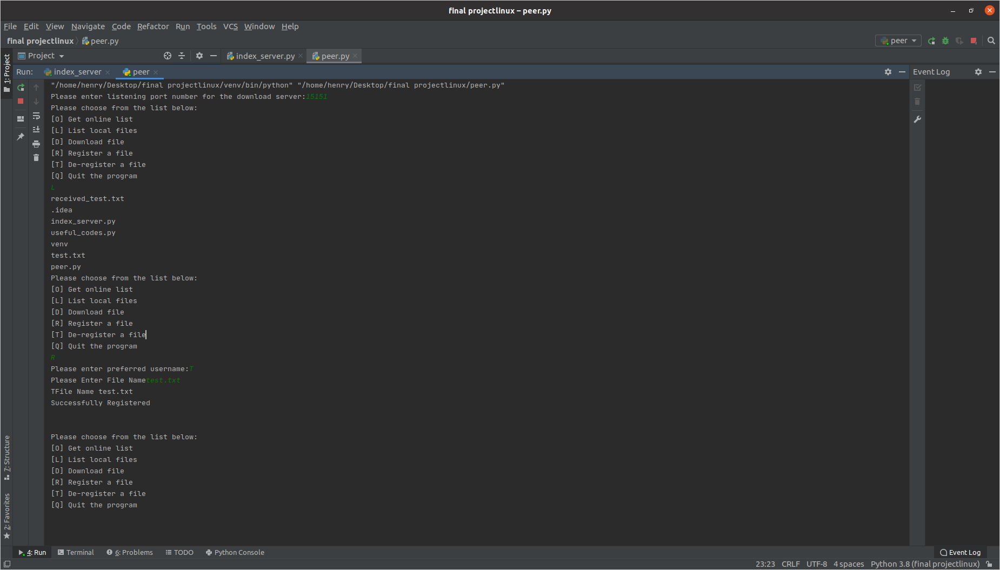 final projectlinux – peer.py
File Edit View Navigate Code Refactor Run Tools VCS Window Help
final projectlinux peer.py
peer
Project
index_server.py
peer.py
Run: index_server peer
Event Log
"/home/henry/Desktop/final projectlinux/venv/bin/python" "/home/henry/Desktop/final projectlinux/peer.py"
Please enter listening port number for the download server:15151
Please choose from the list below:
[O] Get online list
[L] List local files
[D] Download file
[R] Register a file
[T] De-register a file
[Q] Quit the program
L
received_test.txt
.idea
index_server.py
useful_codes.py
venv
test.txt
peer.py
Please choose from the list below:
[O] Get online list
[L] List local files
[D] Download file
[R] Register a file
[T] De-register a file
[Q] Quit the program
R
Please enter preferred username:T
Please Enter File Nametest.txt
TFile Name test.txt
Successfully Registered
Please choose from the list below:
[O] Get online list
[L] List local files
[D] Download file
[R] Register a file
[T] De-register a file
[Q] Quit the program
1: Project
7: Structure
2: Favorites
4: Run Terminal 6: Problems TODO Python Console
Event Log
23:23 CRLF UTF-8 4 spaces Python 3.8 (final projectlinux)